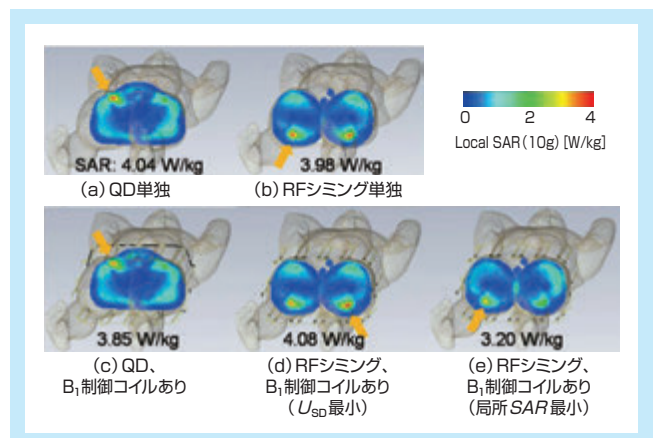 SAR: 4.04 W/kg
3.98 W/kg
0 2 4
Local SAR(10g) [W/kg]
(a)QD単独
(b)RFシミング単独
3.85 W/kg
4.08 W/kg
3.20 W/kg
(c)QD、
B₁制御コイルあり
(d)RFシミング、
B₁制御コイルあり
(USD最小)
(e)RFシミング、
B₁制御コイルあり
(局所SAR最小)